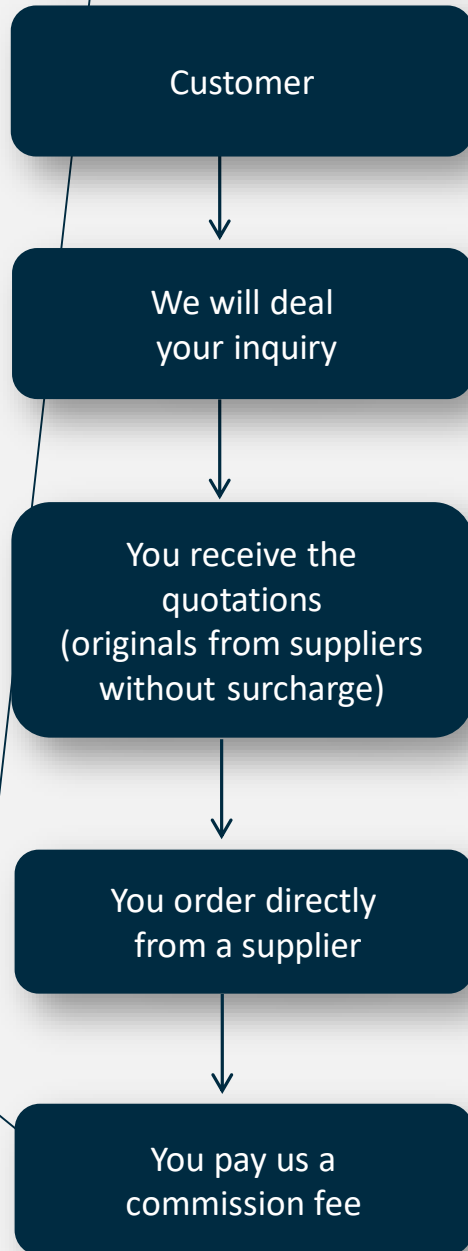 Customer
We will deal
your inquiry
You receive the
quotations
(originals from suppliers
without surcharge)
You order directly
from a supplier
You pay us a
commission fee